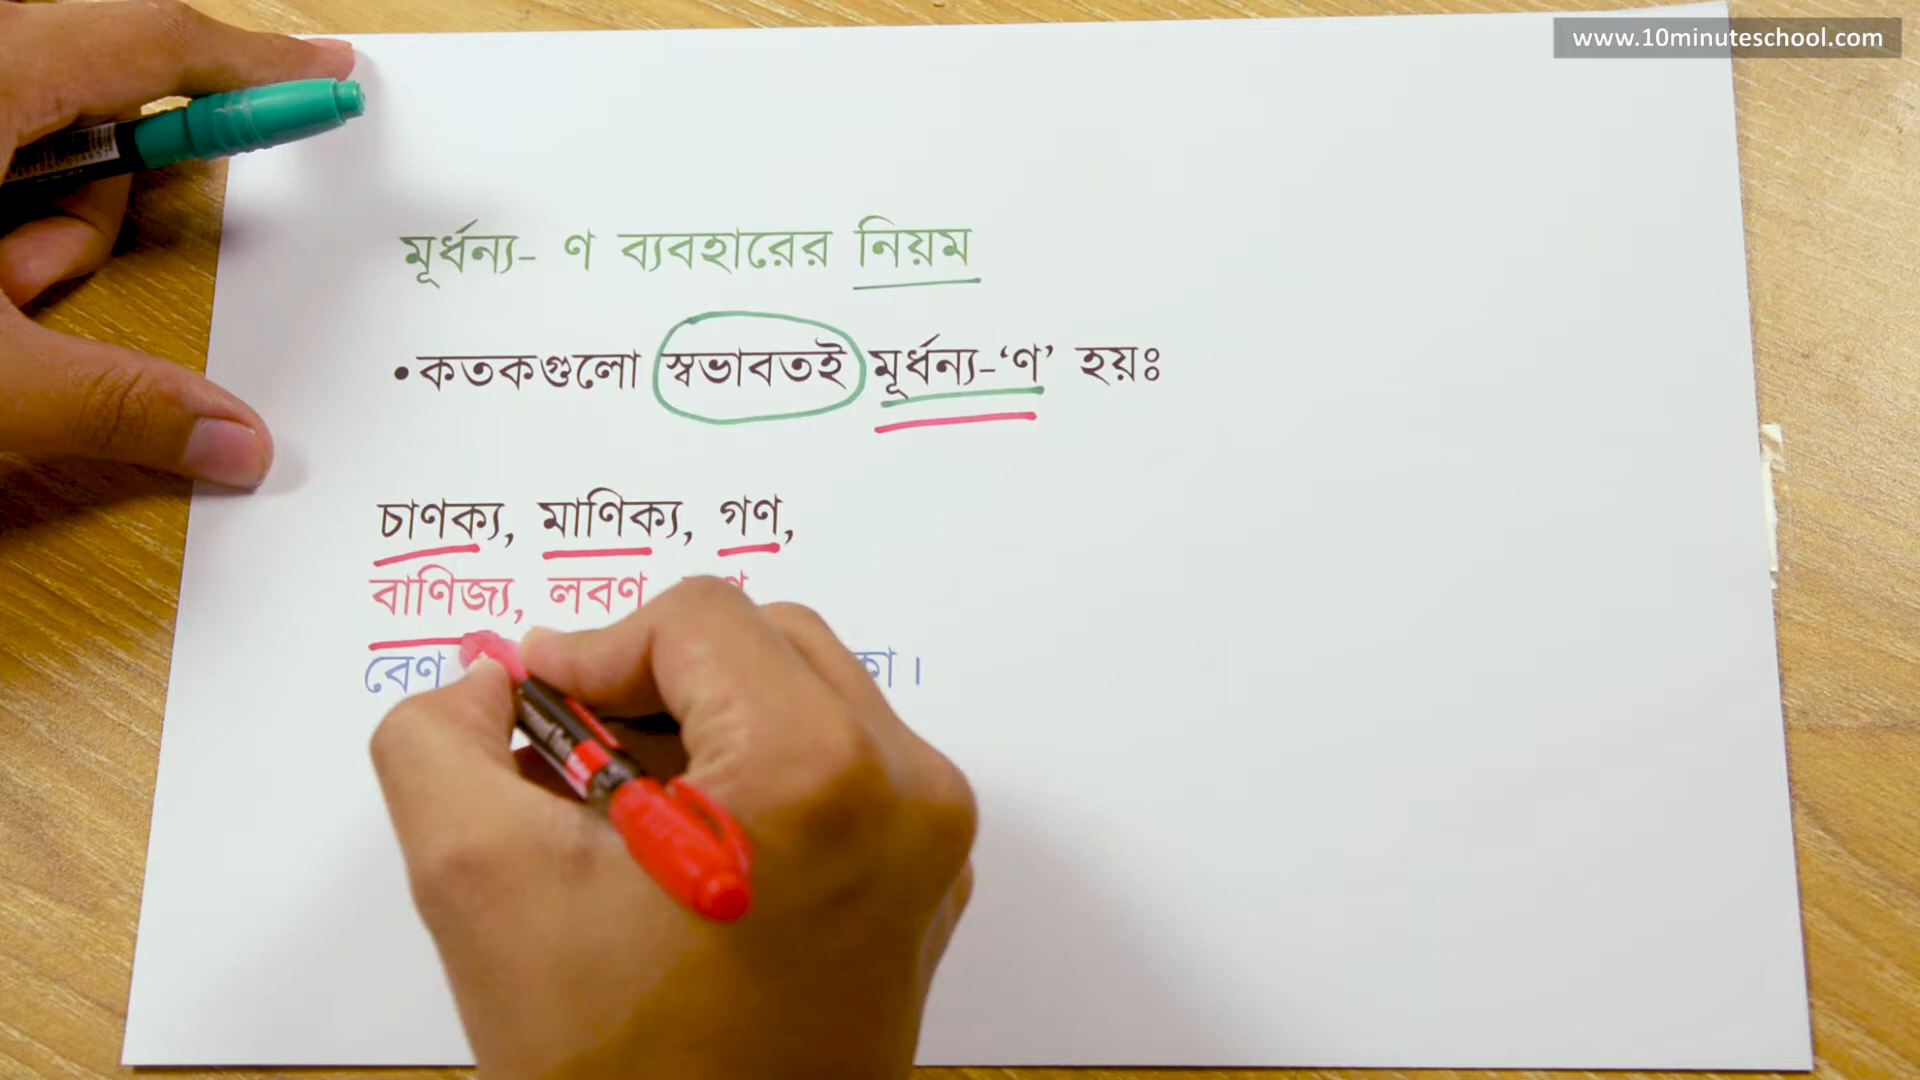 www.10minuteschool.com
মূর্ধন্য- ণ ব্যবহারের নিয়ম
•কতকগুলো স্বভাবতই মূর্ধন্য-‘ণ’ হয়ঃ
চাণক্য, মাণিক্য, গণ,
বাণিজ্য, লবণ
বেণ